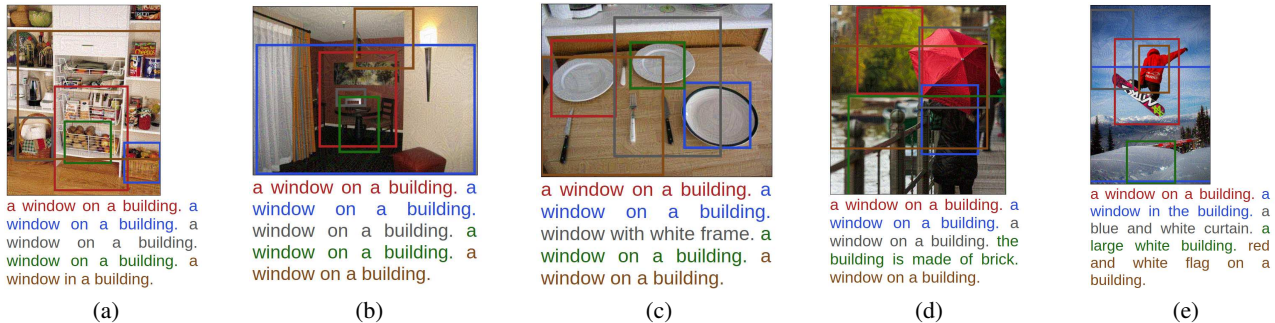 a window on a building. a
window on a building. a
window on a building.
window on a building. a
window in a building.
(a)
a window on a building. a
window on a building.
window on a building. a
window on a building. a
window on a building.
(b)
a window on a building. a
window on a building.
window with white frame. a
window on a building. a
window on a building.
(c)
a window on a building. a
window on a building. a
window on a building. the
building is made of brick.
window on a building.
(d)
a window on a building. a
window in the building. a
blue and white curtain. a
large white building. red
and white flag on a
building.
(e)